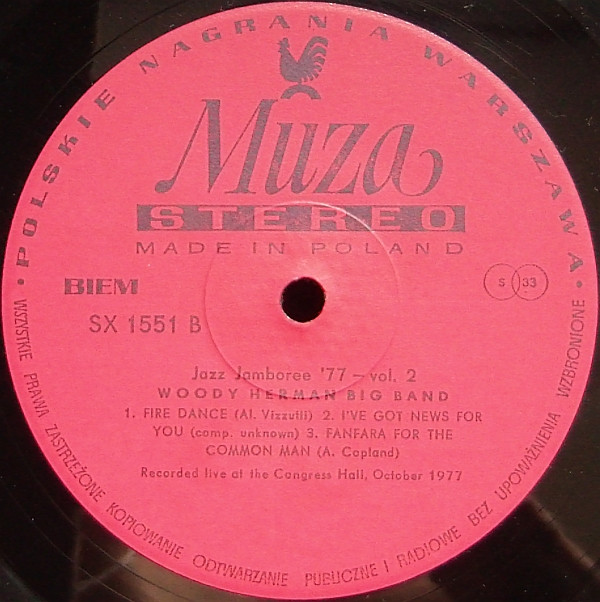 • POLSKIE NAGRANIA WARSZAWA •
Muza
STEREO
MADE IN POLAND
BIEM
S 33
SX 1551 B
Jazz Jamboree '77 – vol. 2
WOODY HERMAN BIG BAND
1. FIRE DANCE (Al. Vizzutii) 2. I'VE GOT NEWS FOR
YOU (comp. unknown) 3. FANFARA FOR THE
COMMON MAN (A. Copland)
Recorded live at the Congress Hall, October 1977
WSZYSTKIE PRAWA ZASTRZEŻONE KOPIOWANIE ODTWARZANIE PUBLICZNE I RADIOWE BEZ UPOWAŻNIENIA WZBRONIONE